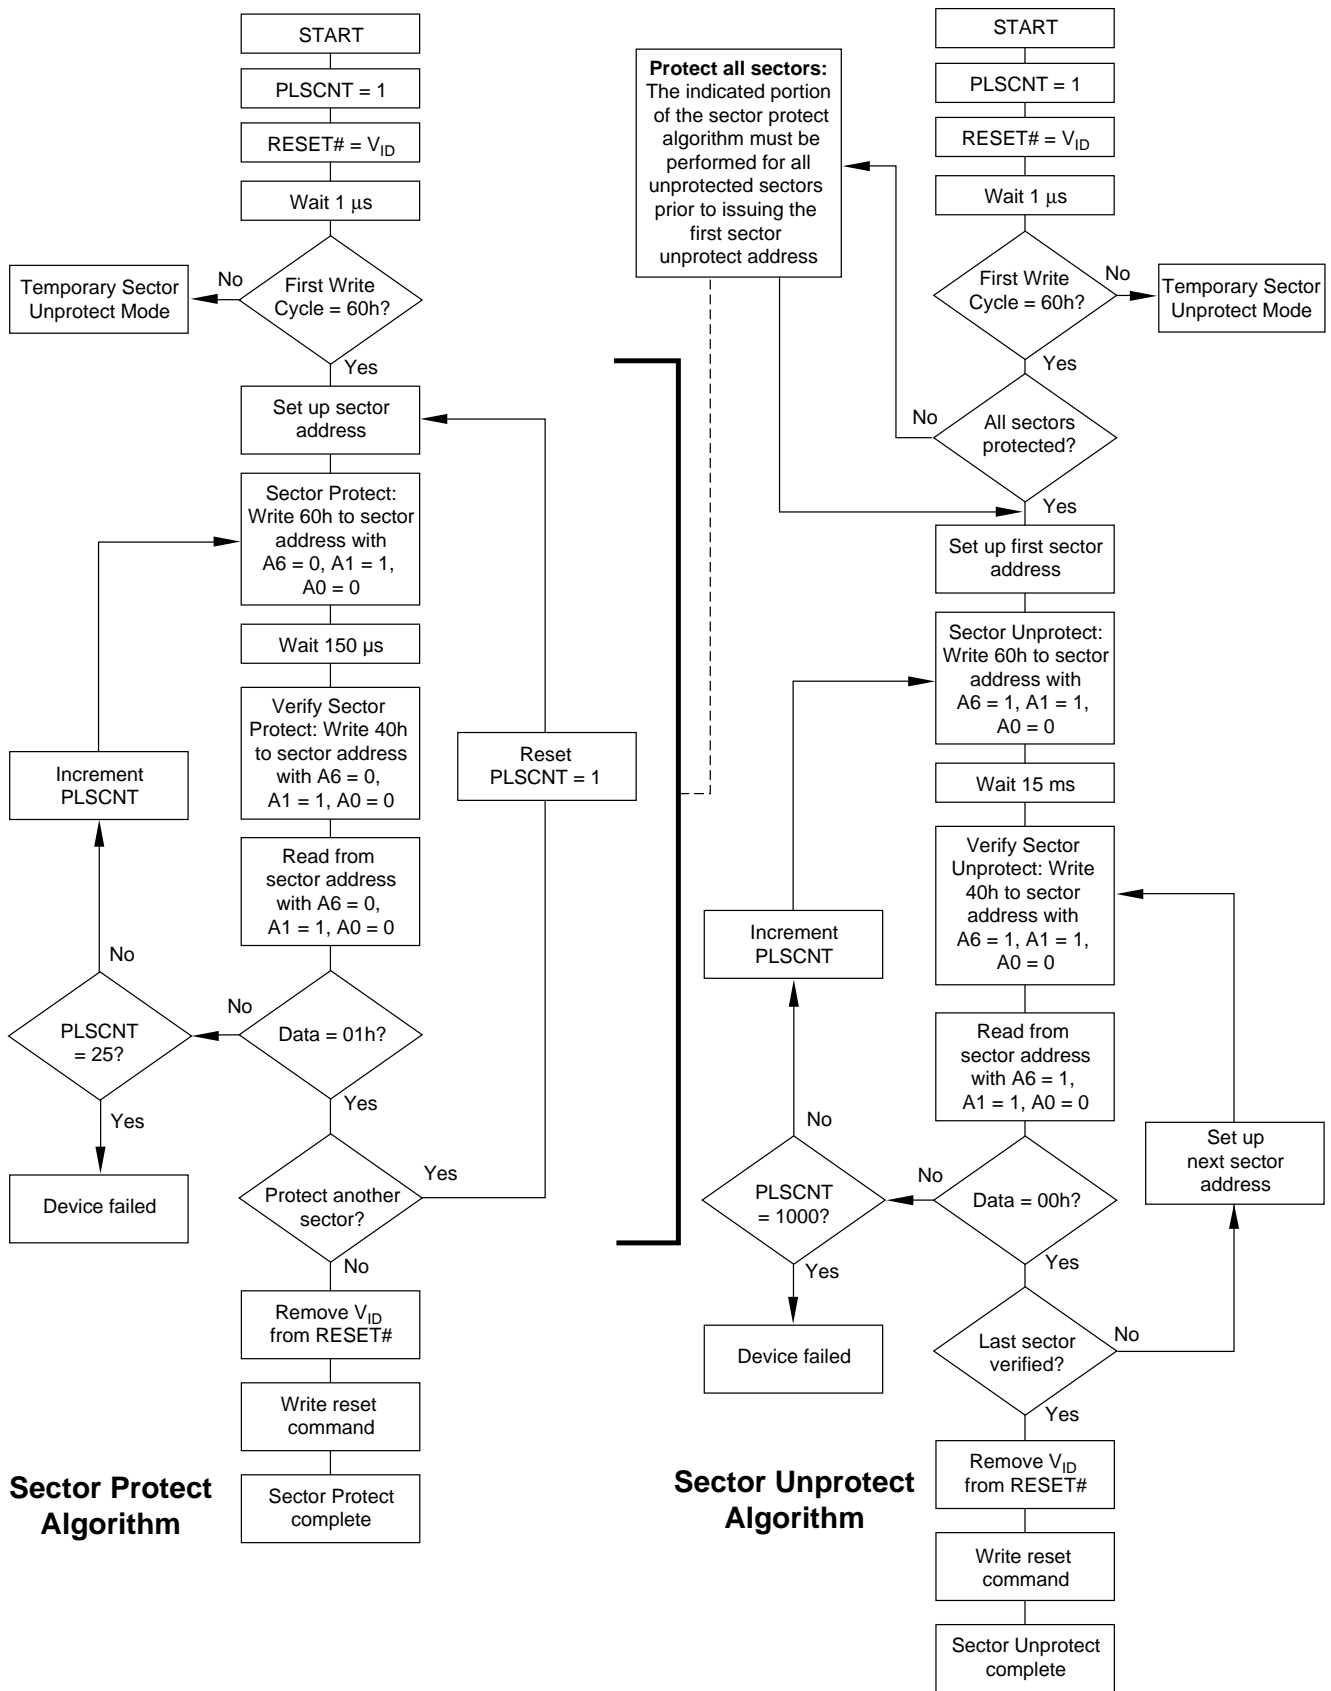 START
PLSCNT = 1
RESET# = VID
Wait 1 μs
First Write
Cycle = 60h?
No
Temporary Sector
Unprotect Mode
Yes
Set up sector
address
Sector Protect:
Write 60h to sector
address with
A6 = 0, A1 = 1,
A0 = 0
Wait 150 µs
Verify Sector
Protect: Write 40h
to sector address
with A6 = 0,
A1 = 1, A0 = 0
Increment
PLSCNT
Reset
PLSCNT = 1
Read from
sector address
with A6 = 0,
A1 = 1, A0 = 0
No
No
PLSCNT
= 25?
Data = 01h?
Yes
Yes
Device failed
Protect another
sector?
Yes
No
Remove VID
from RESET#
Write reset
command
Sector Protect
complete
Sector Protect
Algorithm
Protect all sectors:
The indicated portion
of the sector protect
algorithm must be
performed for all
unprotected sectors
prior to issuing the
first sector
unprotect address
START
PLSCNT = 1
RESET# = VID
Wait 1 μs
First Write
Cycle = 60h?
No
Temporary Sector
Unprotect Mode
Yes
No
All sectors
protected?
Yes
Set up first sector
address
Sector Unprotect:
Write 60h to sector
address with
A6 = 1, A1 = 1,
A0 = 0
Wait 15 ms
Verify Sector
Unprotect: Write
40h to sector
address with
A6 = 1, A1 = 1,
A0 = 0
Increment
PLSCNT
Read from
sector address
with A6 = 1,
A1 = 1, A0 = 0
No
Set up
next sector
address
No
PLSCNT
= 1000?
Data = 00h?
Yes
Yes
Device failed
Last sector
verified?
No
Yes
Remove VID
from RESET#
Write reset
command
Sector Unprotect
complete
Sector Unprotect
Algorithm